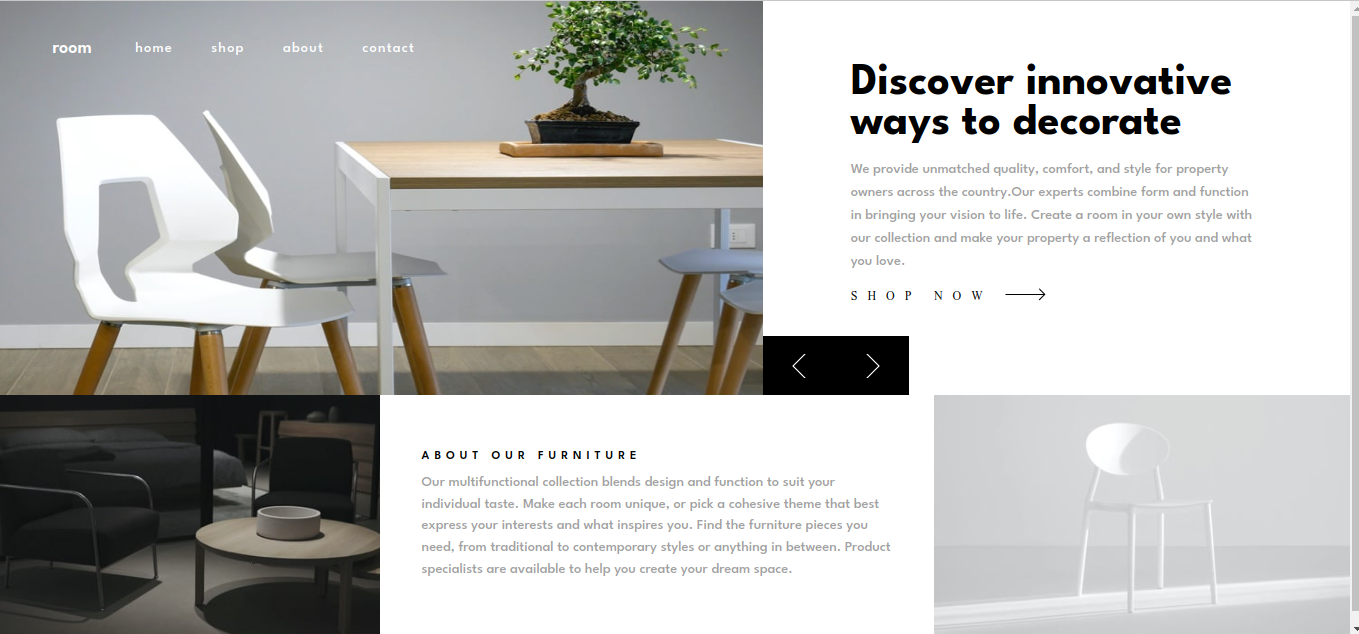 room home shop about contact
Discover innovative
ways to decorate
We provide unmatched quality, comfort, and style for property
owners across the country.Our experts combine form and function
in bringing your vision to life. Create a room in your own style with
our collection and make your property a reflection of you and what
you love.
SHOP NOW
ABOUT OUR FURNITURE
Our multifunctional collection blends design and function to suit your
individual taste. Make each room unique, or pick a cohesive theme that best
express your interests and what inspires you. Find the furniture pieces you
need, from traditional to contemporary styles or anything in between. Product
specialists are available to help you create your dream space.